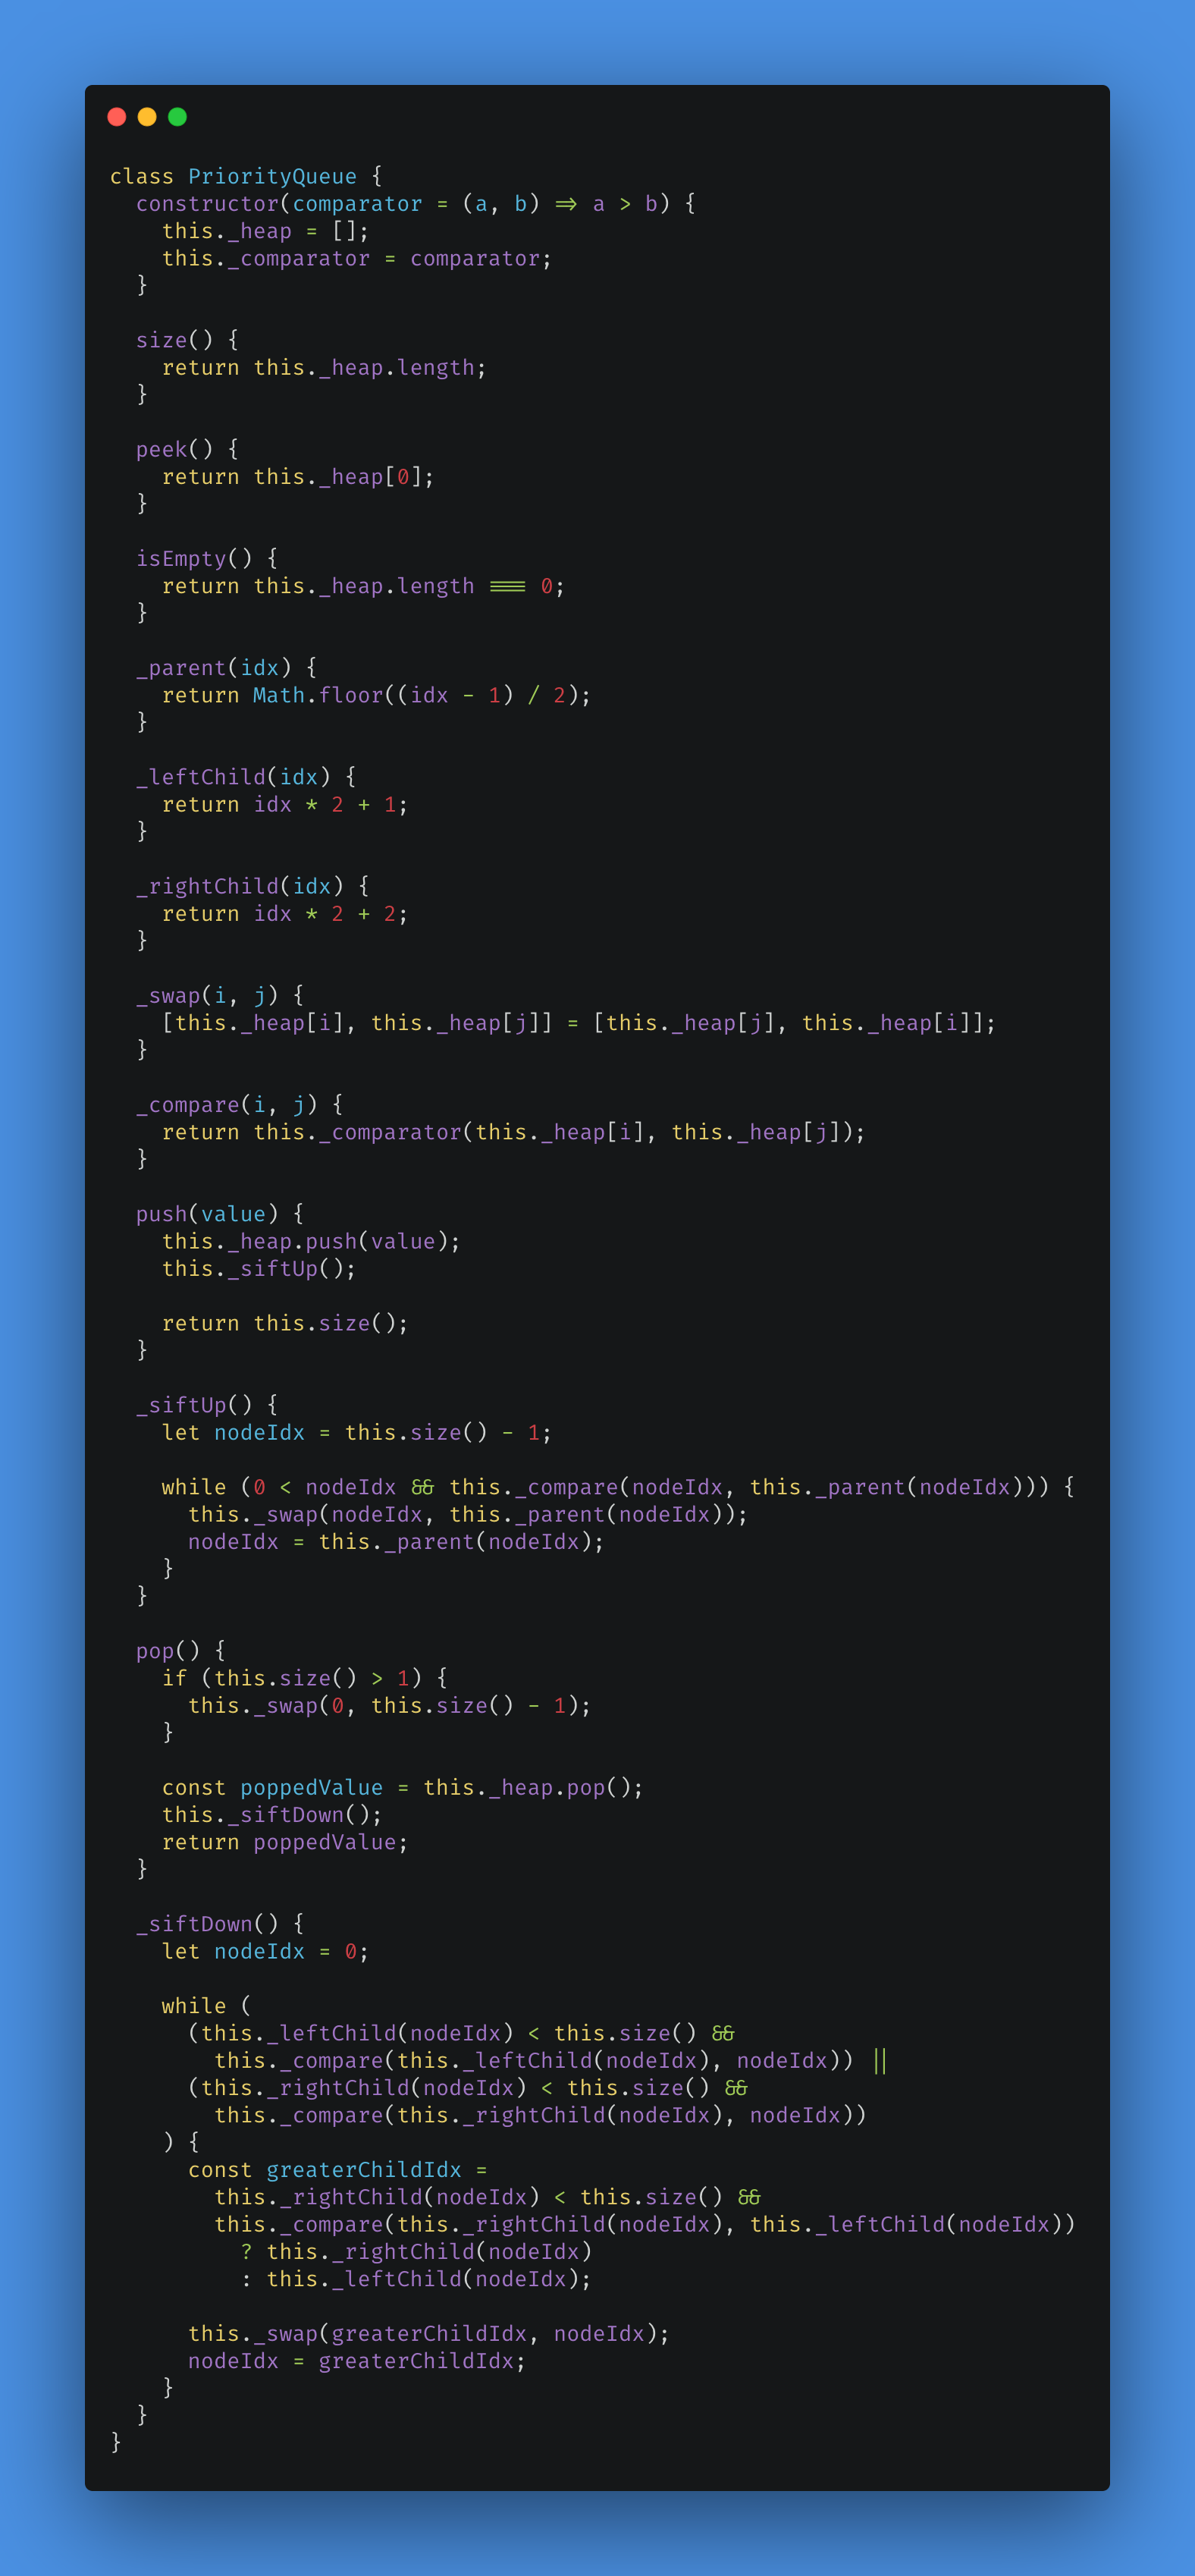 class PriorityQueue {
  constructor(comparator = (a, b) => a > b) {
    this._heap = [];
    this._comparator = comparator;
  }

  size() {
    return this._heap.length;
  }

  peek() {
    return this._heap[0];
  }

  isEmpty() {
    return this._heap.length === 0;
  }

  _parent(idx) {
    return Math.floor((idx - 1) / 2);
  }

  _leftChild(idx) {
    return idx * 2 + 1;
  }

  _rightChild(idx) {
    return idx * 2 + 2;
  }

  _swap(i, j) {
    [this._heap[i], this._heap[j]] = [this._heap[j], this._heap[i]];
  }

  _compare(i, j) {
    return this._comparator(this._heap[i], this._heap[j]);
  }

  push(value) {
    this._heap.push(value);
    this._siftUp();

    return this.size();
  }

  _siftUp() {
    let nodeIdx = this.size() - 1;

    while (0 < nodeIdx && this._compare(nodeIdx, this._parent(nodeIdx))) {
      this._swap(nodeIdx, this._parent(nodeIdx));
      nodeIdx = this._parent(nodeIdx);
    }
  }

  pop() {
    if (this.size() > 1) {
      this._swap(0, this.size() - 1);
    }

    const poppedValue = this._heap.pop();
    this._siftDown();
    return poppedValue;
  }

  _siftDown() {
    let nodeIdx = 0;

    while (
      (this._leftChild(nodeIdx) < this.size() &&
        this._compare(this._leftChild(nodeIdx), nodeIdx)) ||
      (this._rightChild(nodeIdx) < this.size() &&
        this._compare(this._rightChild(nodeIdx), nodeIdx))
    ) {
      const greaterChildIdx =
        this._rightChild(nodeIdx) < this.size() &&
        this._compare(this._rightChild(nodeIdx), this._leftChild(nodeIdx))
          ? this._rightChild(nodeIdx)
          : this._leftChild(nodeIdx);

      this._swap(greaterChildIdx, nodeIdx);
      nodeIdx = greaterChildIdx;
    }
  }
}